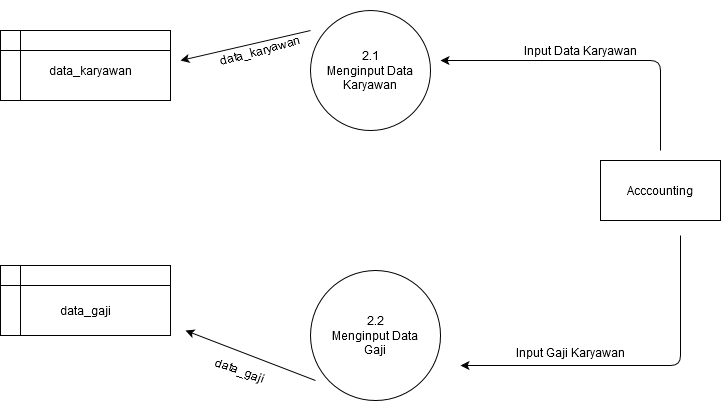 data_karyawan
data_karyawan
2.1
Menginput Data
Karyawan
Input Data Karyawan
Acccounting
data_gaji
data_gaji
2.2
Menginput Data
Gaji
Input Gaji Karyawan